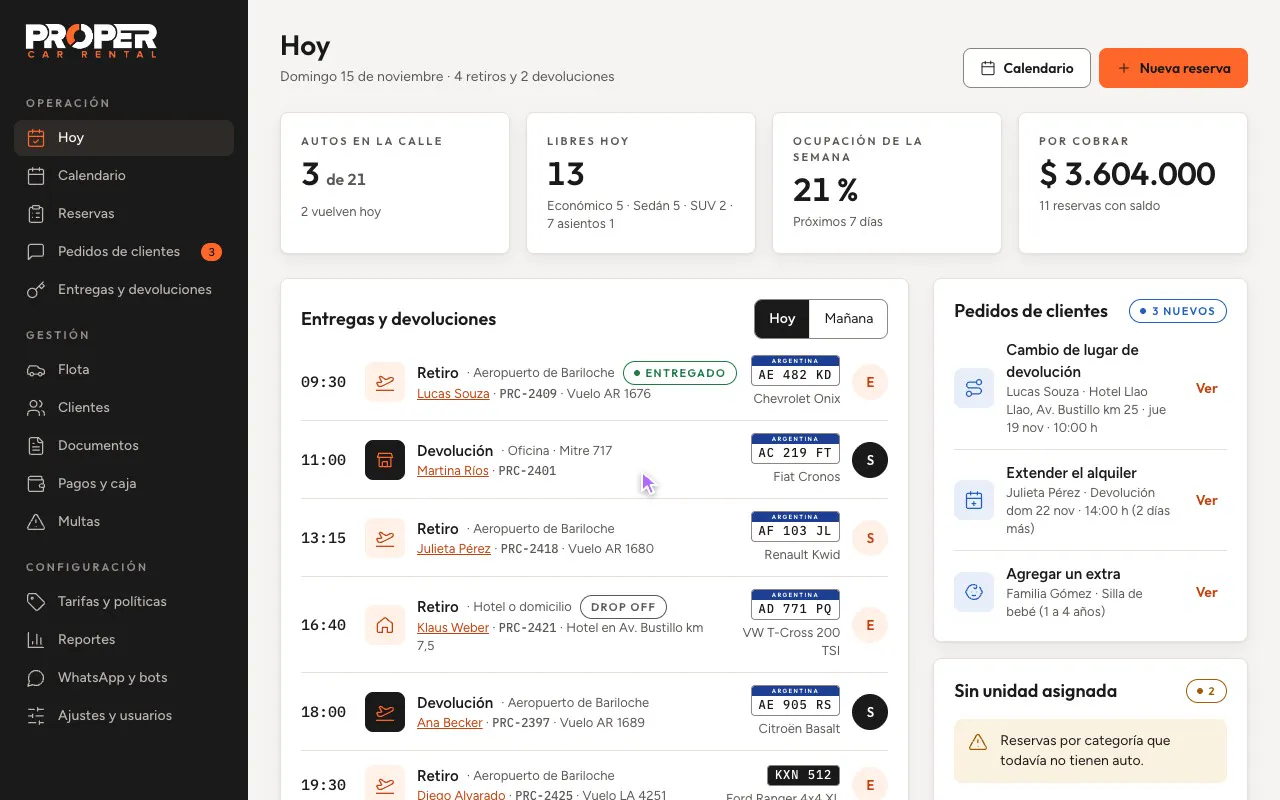 PROPER
CAR RENTAL
OPERACIÓN
Hoy
Calendario
Reservas
Pedidos de clientes 3
Entregas y devoluciones
GESTIÓN
Flota
Clientes
Documentos
Pagos y caja
Multas
CONFIGURACIÓN
Tarifas y políticas
Reportes
WhatsApp y bots
Ajustes y usuarios
Hoy
Domingo 15 de noviembre · 4 retiros y 2 devoluciones
Calendario
+ Nueva reserva
AUTOS EN LA CALLE
3 de 21
2 vuelven hoy
LIBRES HOY
13
Económico 5 · Sedán 5 · SUV 2 ·
7 asientos 1
OCUPACIÓN DE LA
SEMANA
21 %
Próximos 7 días
POR COBRAR
$ 3.604.000
11 reservas con saldo
Entregas y devoluciones
Hoy Mañana
09:30
Retiro · Aeropuerto de Bariloche ENTREGADO
Lucas Souza · PRC-2409 · Vuelo AR 1676
ARGENTINA
AE 482 KD
Chevrolet Onix
E
11:00
Devolución · Oficina · Mitre 717
Martina Ríos · PRC-2401
ARGENTINA
AC 219 FT
Fiat Cronos
S
13:15
Retiro · Aeropuerto de Bariloche
Julieta Pérez · PRC-2418 · Vuelo AR 1680
ARGENTINA
AF 103 JL
Renault Kwid
S
16:40
Retiro · Hotel o domicilio DROP OFF
Klaus Weber · PRC-2421 · Hotel en Av. Bustillo km
7,5
ARGENTINA
AD 771 PQ
VW T-Cross 200
TSI
E
18:00
Devolución · Aeropuerto de Bariloche
Ana Becker · PRC-2397 · Vuelo AR 1689
ARGENTINA
AE 905 RS
Citroën Basalt
S
19:30
Retiro · Aeropuerto de Bariloche
Diego Alvarado · PRC-2425 · Vuelo LA 4251
KXN 512
Ford Ranger 4x4 XL
E
Pedidos de clientes
3 NUEVOS
Cambio de lugar de
devolución
Lucas Souza · Hotel Llao
Llao, Av. Bustillo km 25 · jue
19 nov · 10:00 h
Ver
Extender el alquiler
Julieta Pérez · Devolución
dom 22 nov · 14:00 h (2 días
más)
Ver
Agregar un extra
Familia Gómez · Silla de
bebé (1 a 4 años)
Ver
Sin unidad asignada
2
Reservas por categoría que
todavía no tienen auto.